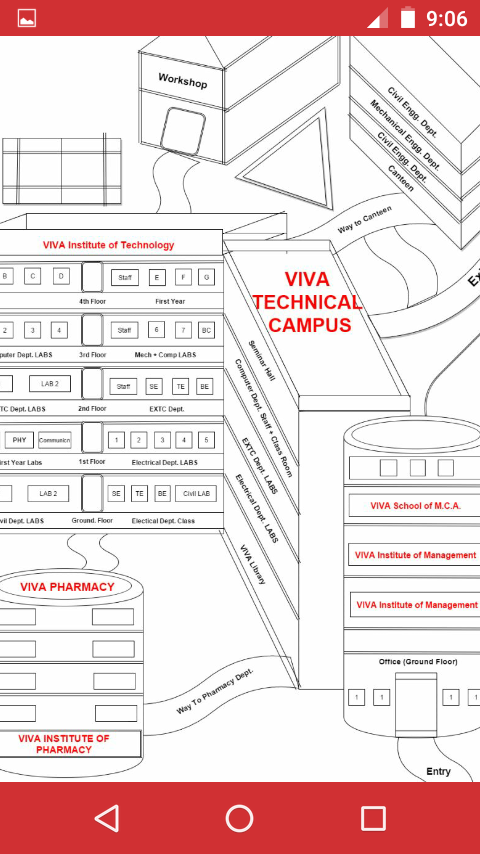 9:06
Workshop
Civil Engg. Dept.
Mechanical Engg. Dept.
Civil Engg. Dept.
Canteen
Way to Canteen
VIVA Institute of Technology
B C D Staff E F G
4th Floor First Year
VIVA
TECHNICAL
CAMPUS
2 3 4 Staff 6 7 BC
puter Dept. LABS 3rd Floor Mech + Comp LABS
LAB 2 Staff SE TE BE
TC Dept. LABS 2nd Floor EXTC Dept.
PHY Communicn 1 2 3 4 5
irst Year Labs 1st Floor Electrical Dept. LABS
LAB 2 SE TE BE Civil LAB
vil Dept. LABS Ground. Floor Electical Dept. Class
Seminar Hall
Computer Dept. Staff + Class Room
EXTC Dept. LABS
Electrical Dept. LABS
VIVA Library
VIVA School of M.C.A.
VIVA Institute of Management
VIVA Institute of Management
Office (Ground Floor)
1 1 1 1
Entry
VIVA PHARMACY
Way To Pharmacy Dept.
VIVA INSTITUTE OF
PHARMACY